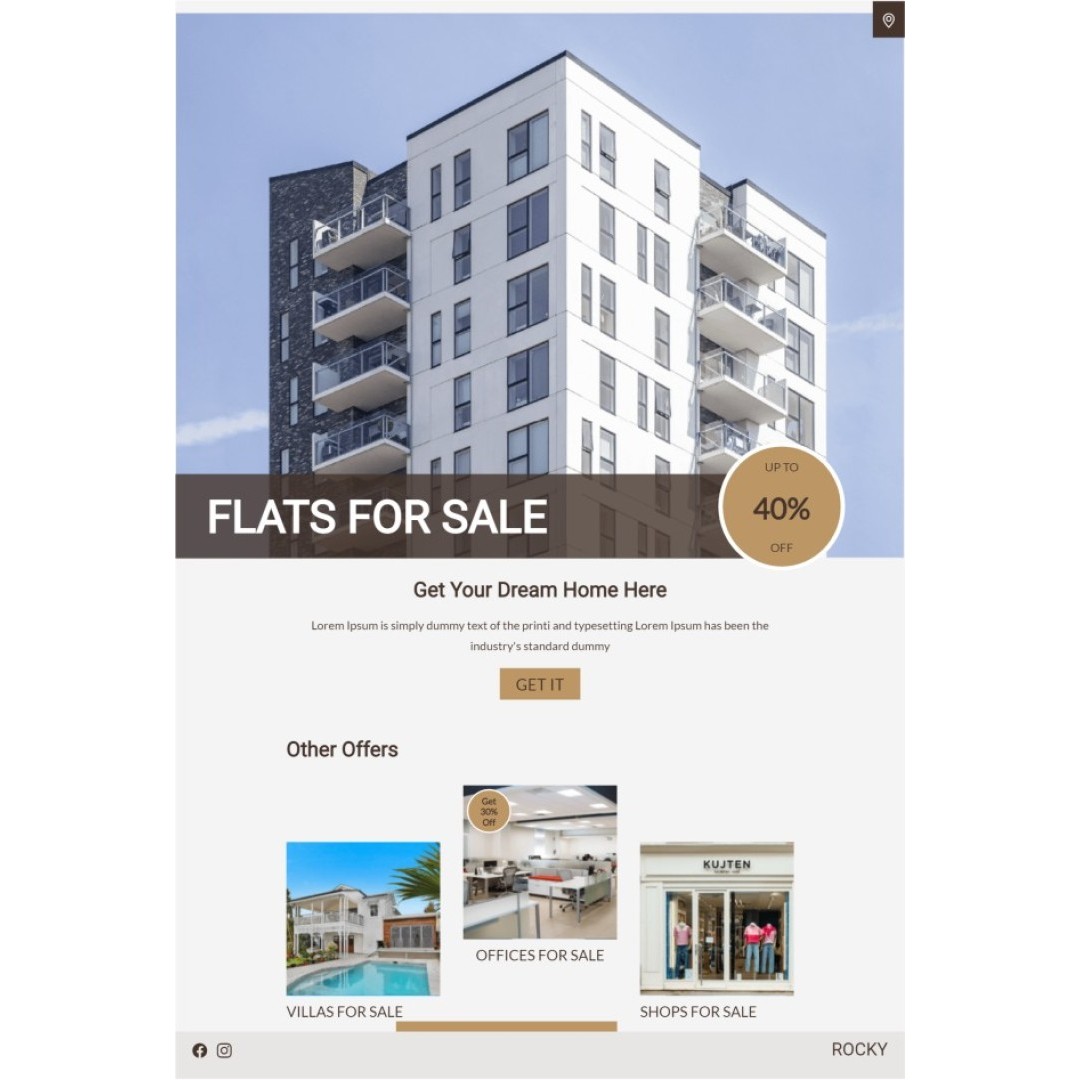 FLATS FOR SALE
UP TO
40%
OFF
Get Your Dream Home Here
Lorem Ipsum is simply dummy text of the printi and typesetting Lorem Ipsum has been the
industry's standard dummy
GET IT
Other Offers
Get
30%
Off
KUJTEN
OFFICES FOR SALE
VILLAS FOR SALE
SHOPS FOR SALE
ROCKY